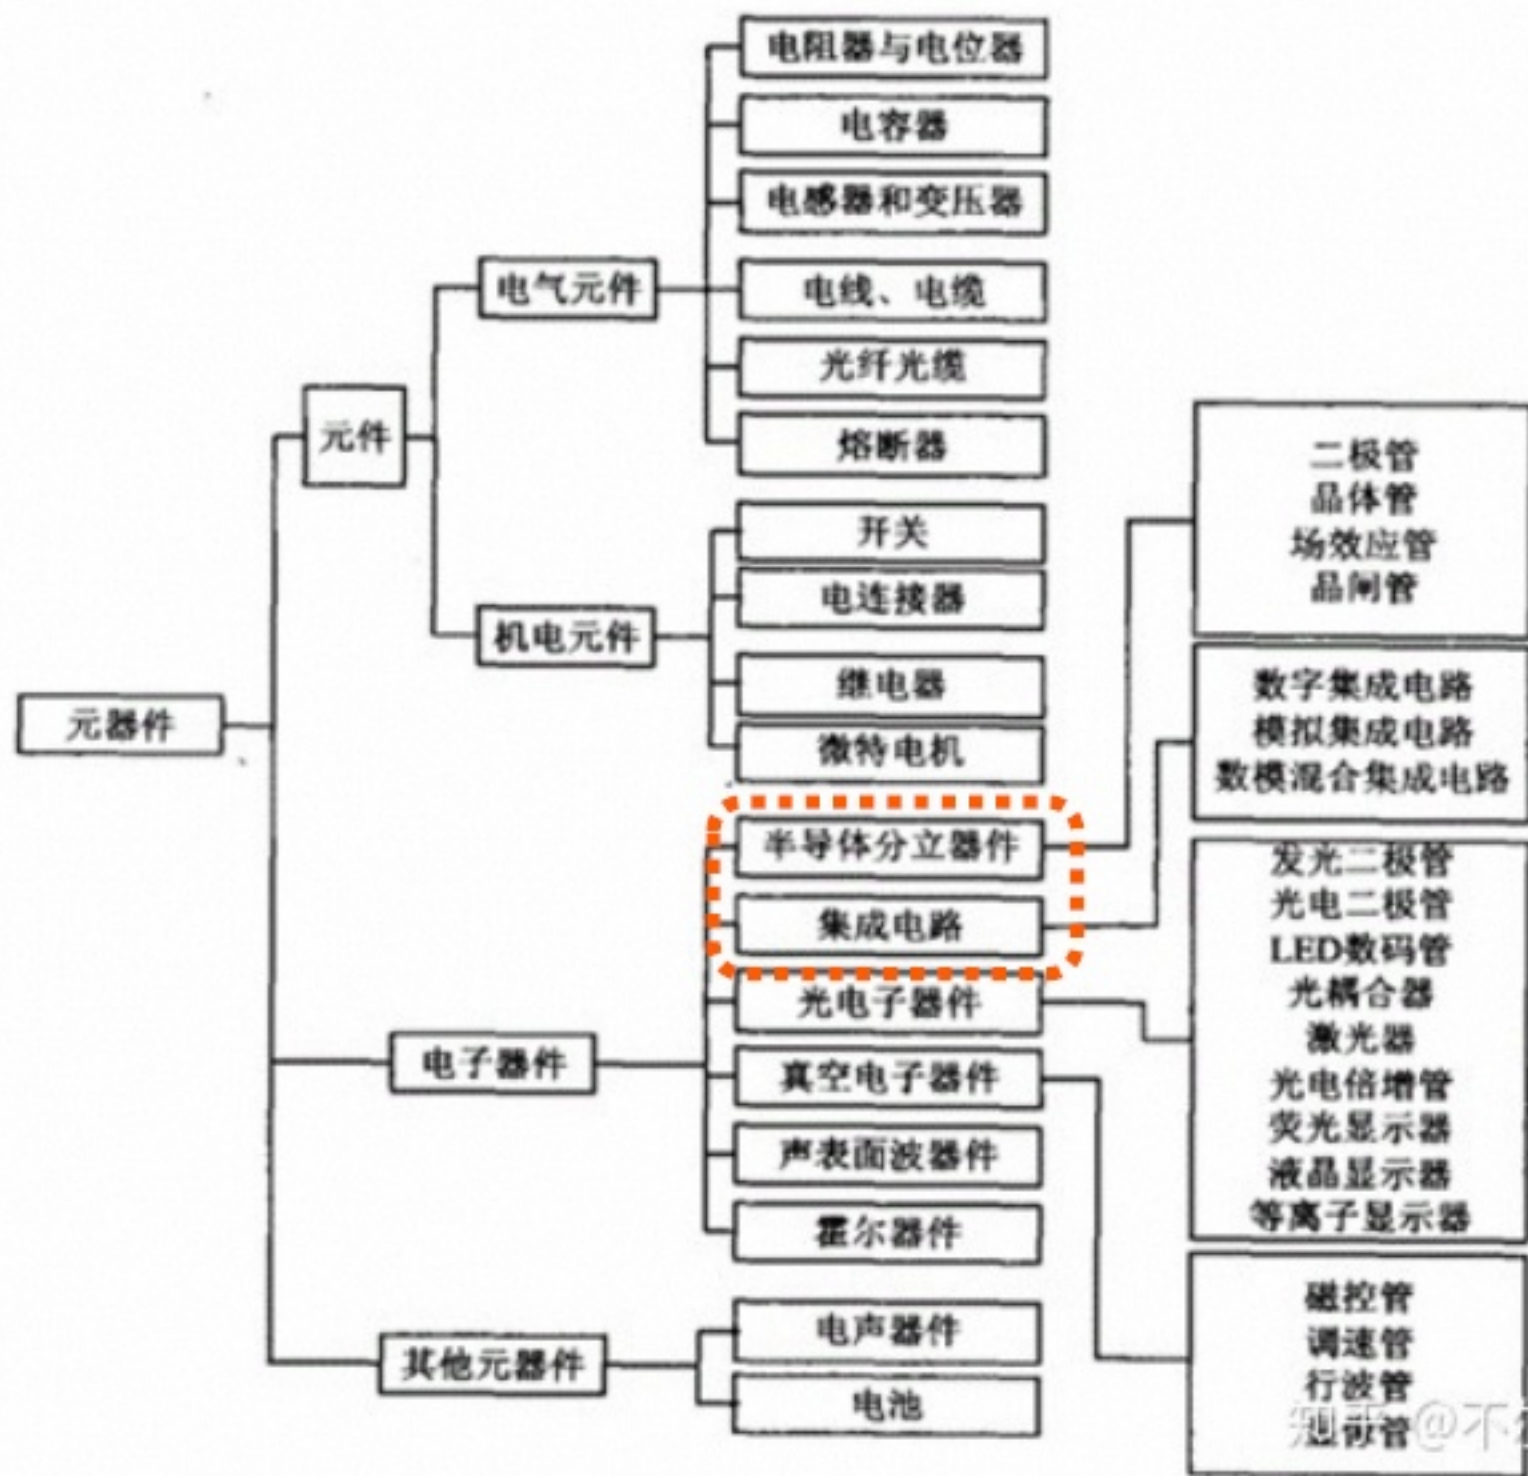 元器件
元件
电气元件
电阻器与电位器
电容器
电感器和变压器
电线、电缆
光纤光缆
熔断器
机电元件
开关
电连接器
继电器
微特电机
电子器件
半导体分立器件
二极管
晶体管
场效应管
晶闸管
集成电路
数字集成电路
模拟集成电路
数模混合集成电路
光电子器件
发光二极管
光电二极管
LED数码管
光耦合器
激光器
光电倍增管
荧光显示器
液晶显示器
等离子显示器
真空电子器件
磁控管
调速管
行波管
声表面波器件
霍尔器件
其他元器件
电声器件
电池
知乎 @不